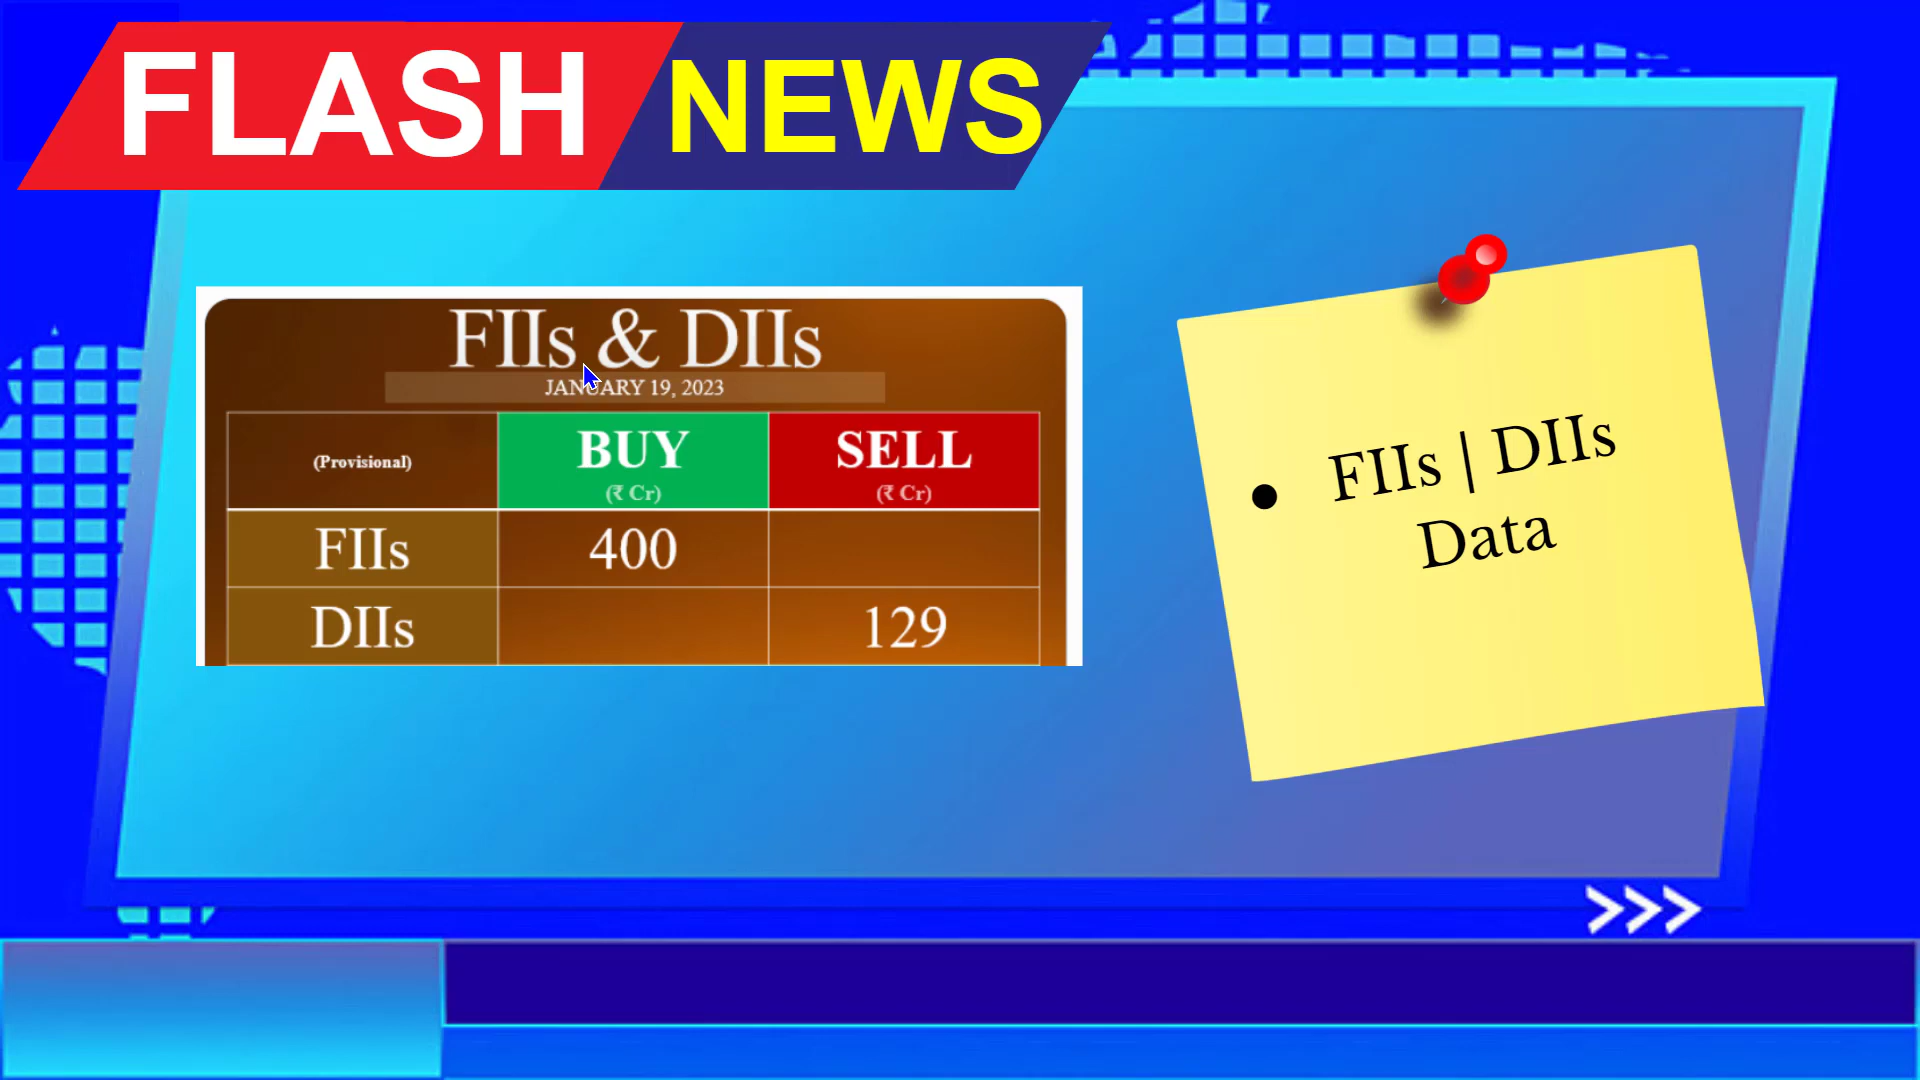 FLASH NEWS
FIIs & DIIs
JANUARY 19, 2023
(Provisional) BUY SELL
(₹ Cr) (₹ Cr)
FIIs 400
DIIs 129
• FIIs | DIIs
Data